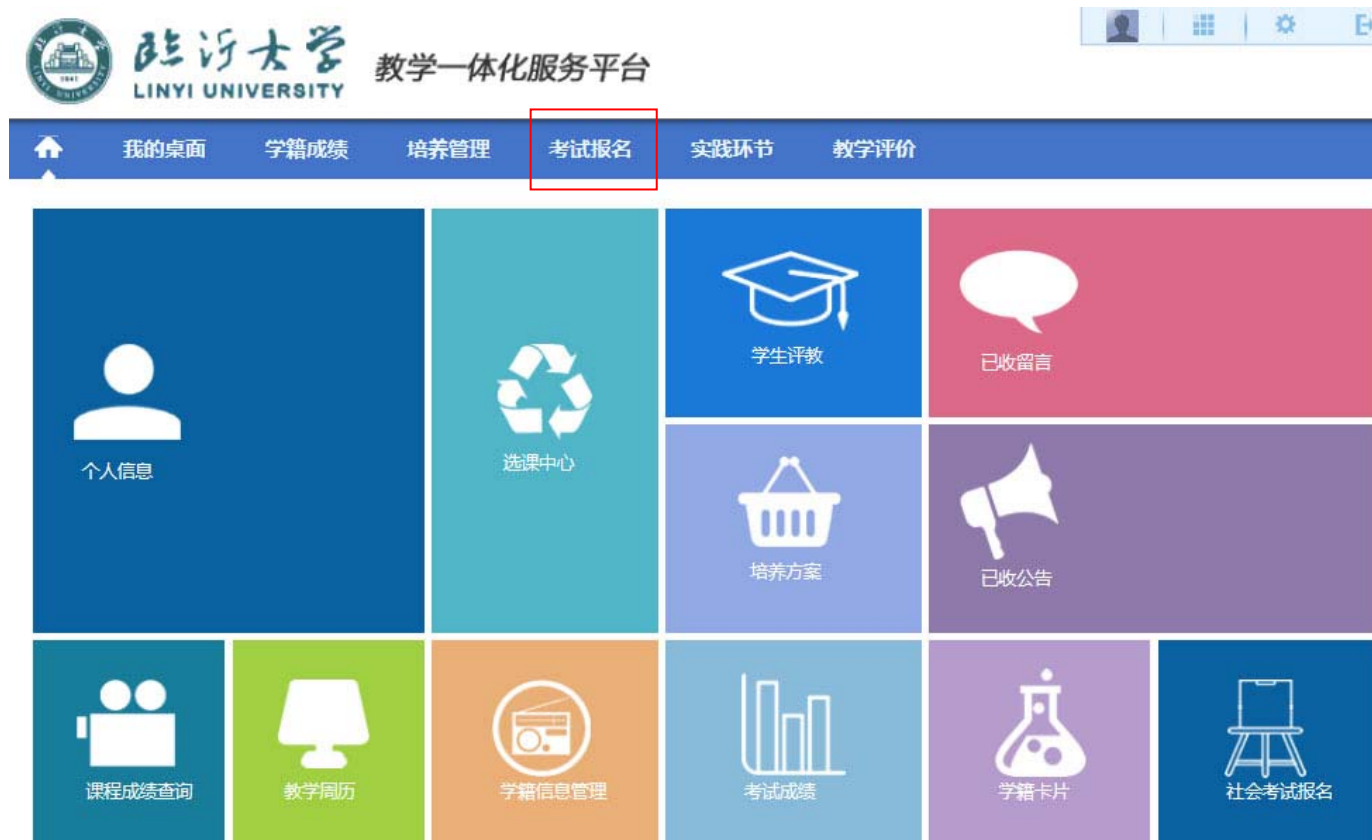 临沂大学
LINYI UNIVERSITY
教学一体化服务平台
我的桌面 学籍成绩 培养管理 考试报名 实践环节 教学评价
学生评教
已收留言
个人信息
选课中心
培养方案
已收公告
课程成绩查询
教学周历
学籍信息管理
考试成绩
学籍卡片
社会考试报名